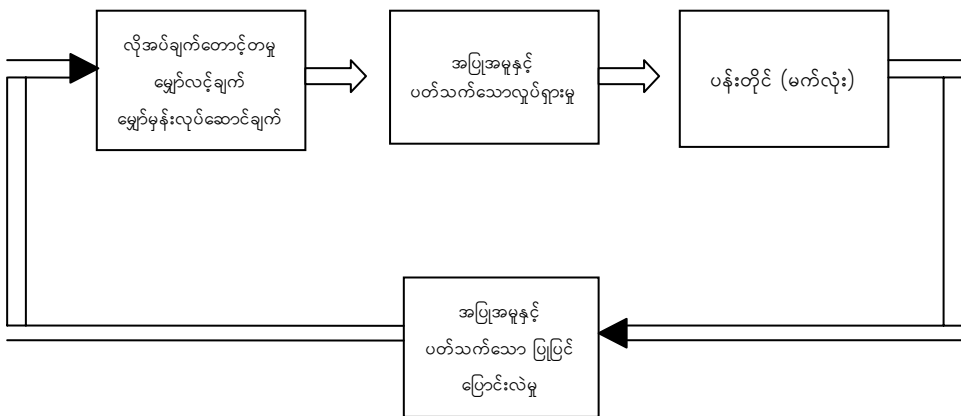 လိုအပ်ချက်တောင့်တမှု
မျှော်လင့်ချက်
မျှော်မှန်းလုပ်ဆောင်ချက်
အပြုအမူနှင့်
ပတ်သက်သောလှုပ်ရှားမှု
ပန်းတိုင် (မက်လုံး)
အပြုအမူနှင့်
ပတ်သက်သော ပြုပြင်
ပြောင်းလဲမှု